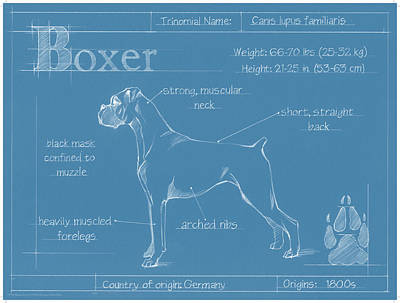 Trinomial Name: Canis lupus familiaris
Boxer
Weight: 66-70 lbs (25-32 kg)
Height: 21-25 in (53-63 cm)
strong, muscular
neck
short, straight
back
black mask
confined to
muzzle
heavily muscled
forelegs
arched ribs
Country of origin: Germany
Origins: 1800s